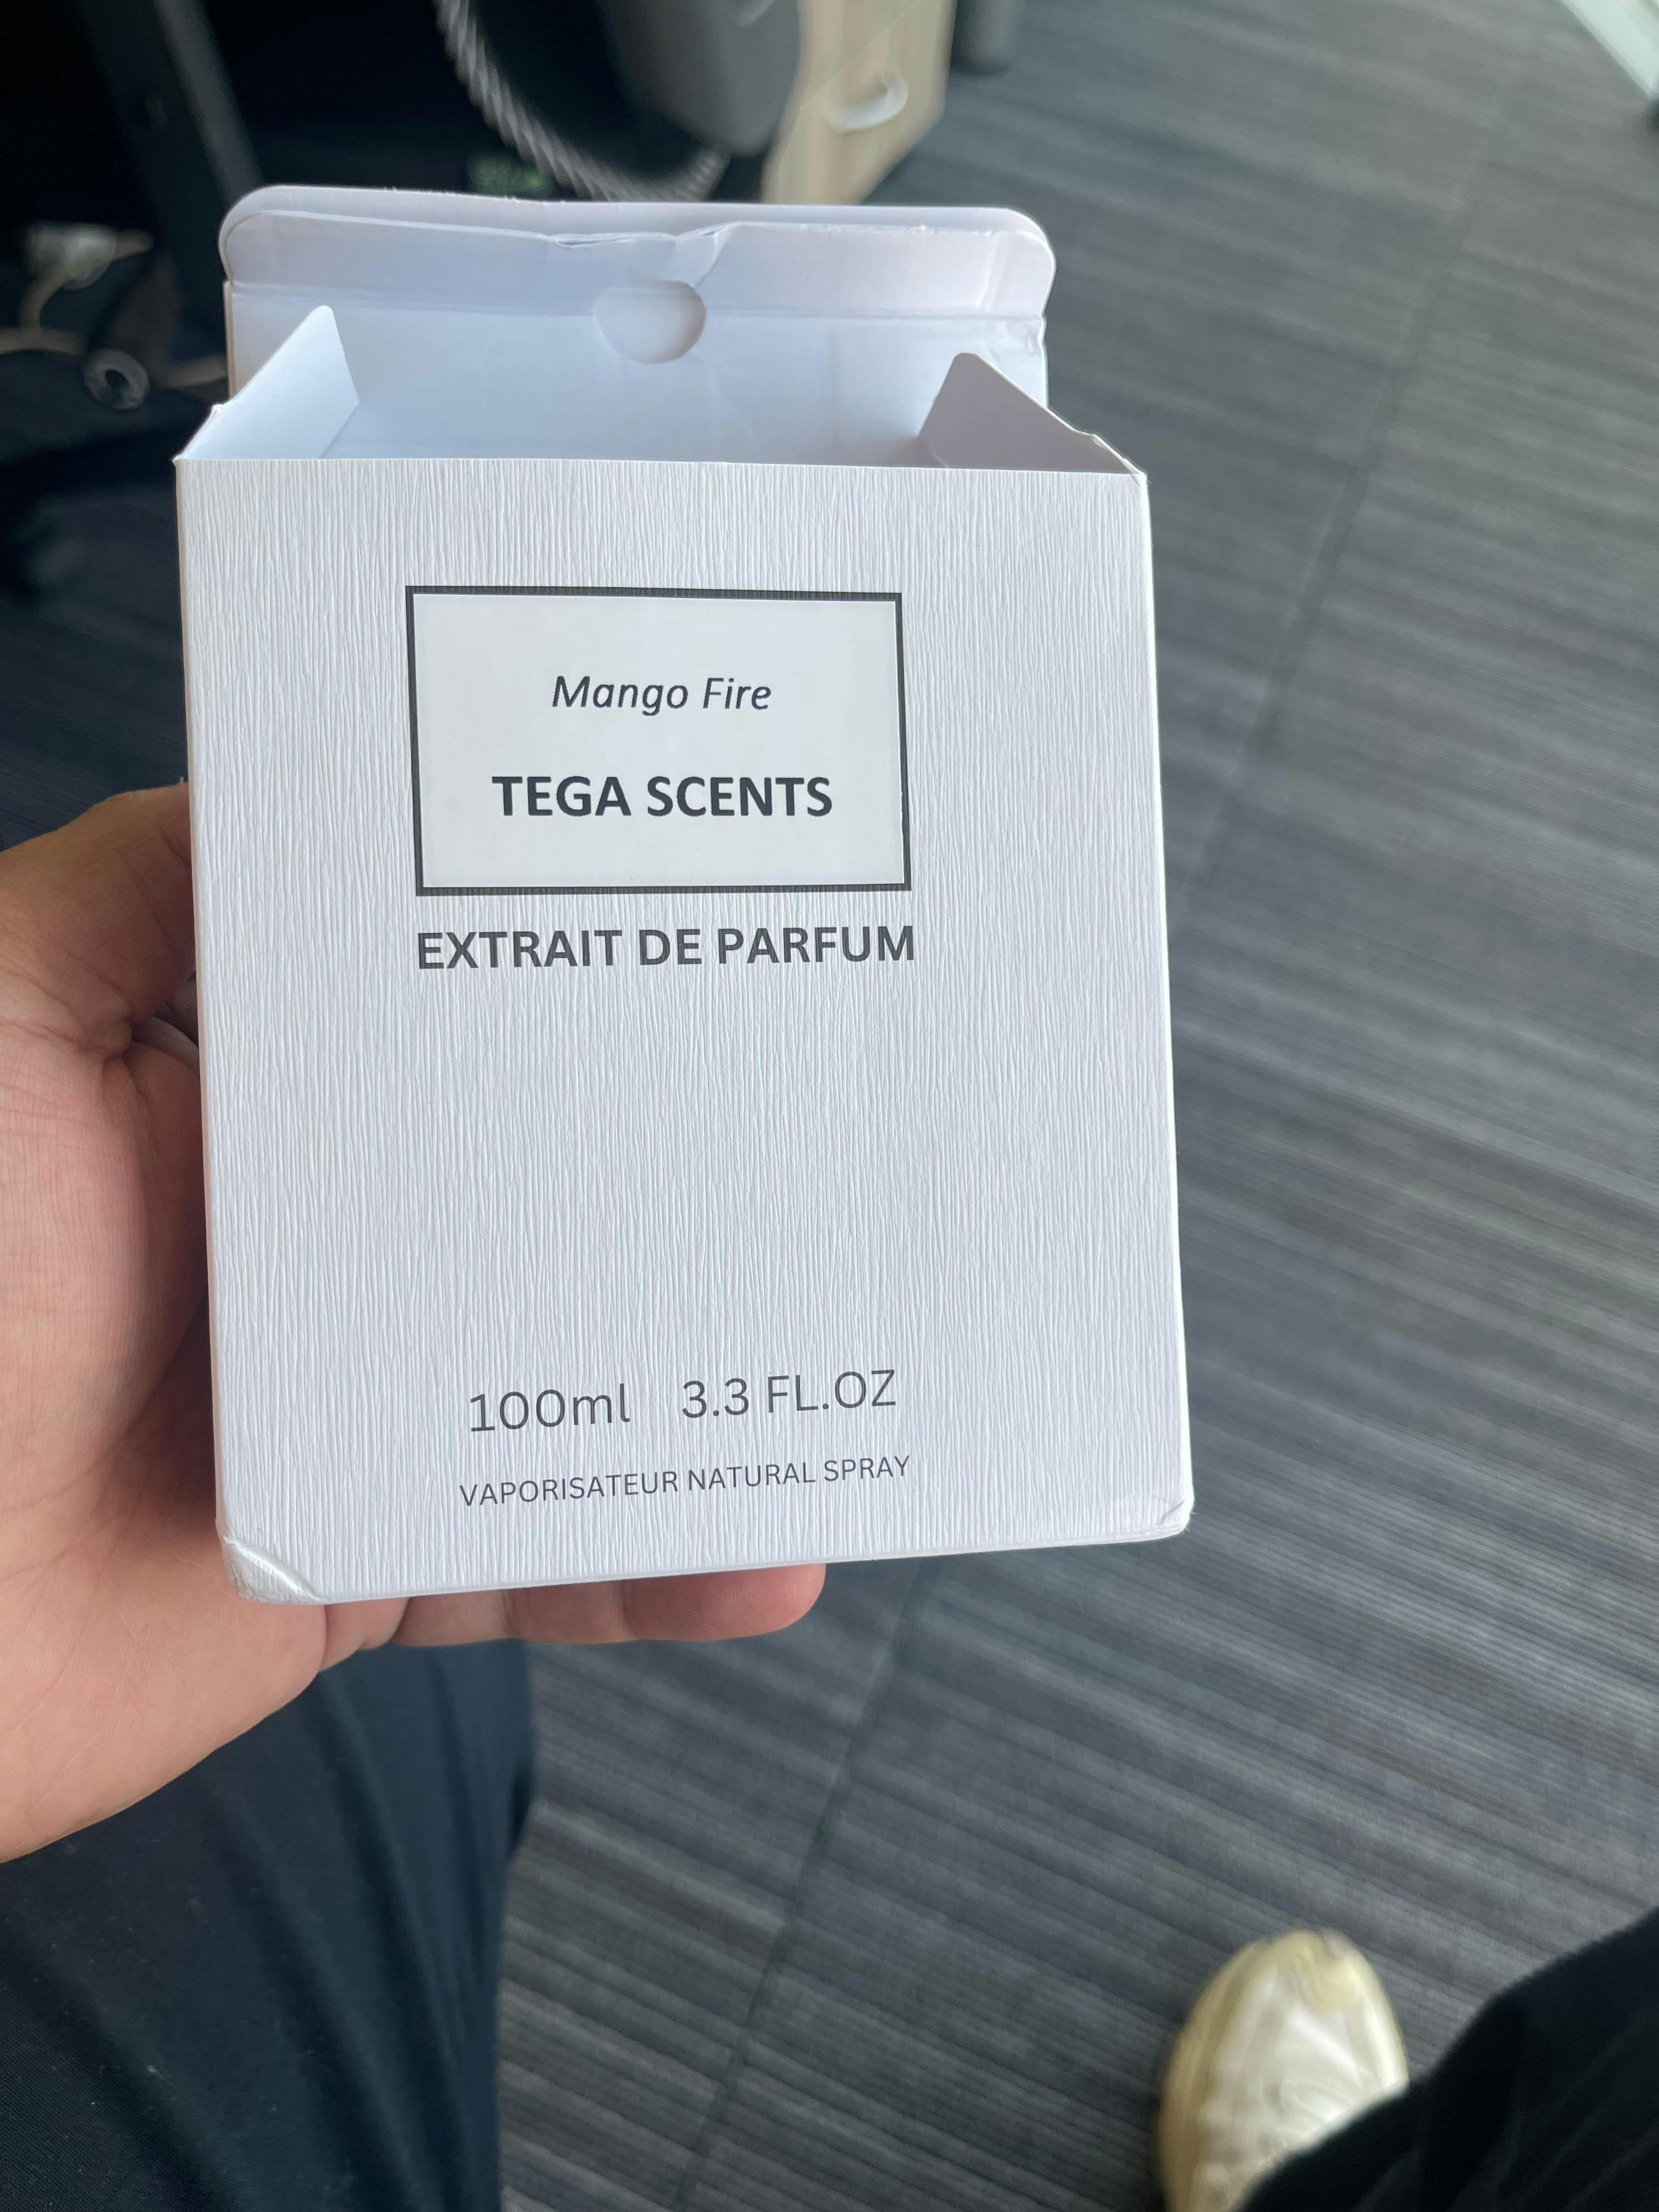 Mango Fire
TEGA SCENTS
EXTRAIT DE PARFUM
100ml 3.3 FL.OZ
VAPORISATEUR NATURAL SPRAY